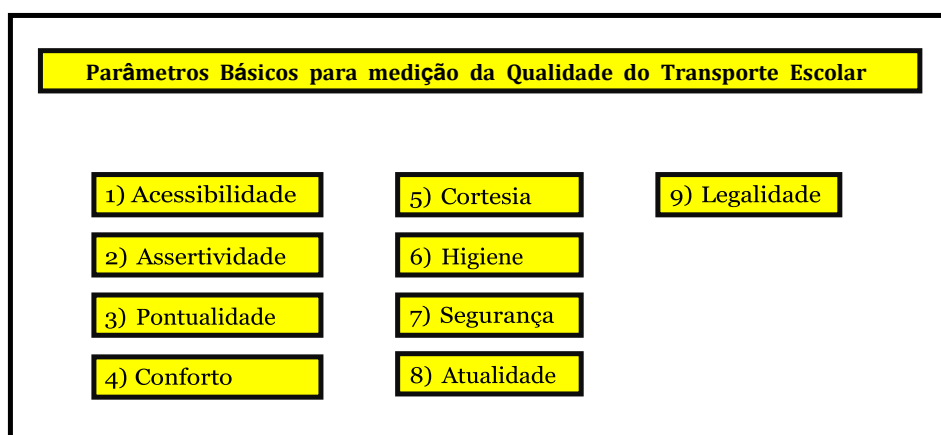 Parâmetros Básicos para medição da Qualidade do Transporte Escolar
1) Acessibilidade
2) Assertividade
3) Pontualidade
4) Conforto
5) Cortesia
6) Higiene
7) Segurança
8) Atualidade
9) Legalidade